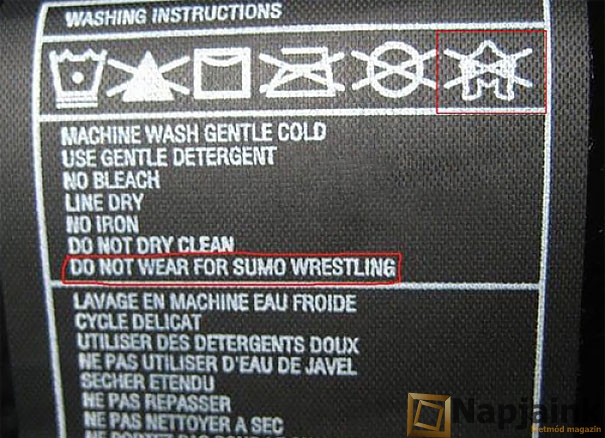 WASHING INSTRUCTIONS
MACHINE WASH GENTLE COLD
USE GENTLE DETERGENT
NO BLEACH
LINE DRY
NO IRON
DO NOT DRY CLEAN
DO NOT WEAR FOR SUMO WRESTLING
LAVAGE EN MACHINE EAU FROIDE
CYCLE DELICAT
UTILISER DES DETERGENTS DOUX
NE PAS UTILISER D'EAU DE JAVEL
SECHER ETENDU
NE PAS REPASSER
NE PAS NETTOYER A SEC
Napjaink
magazin